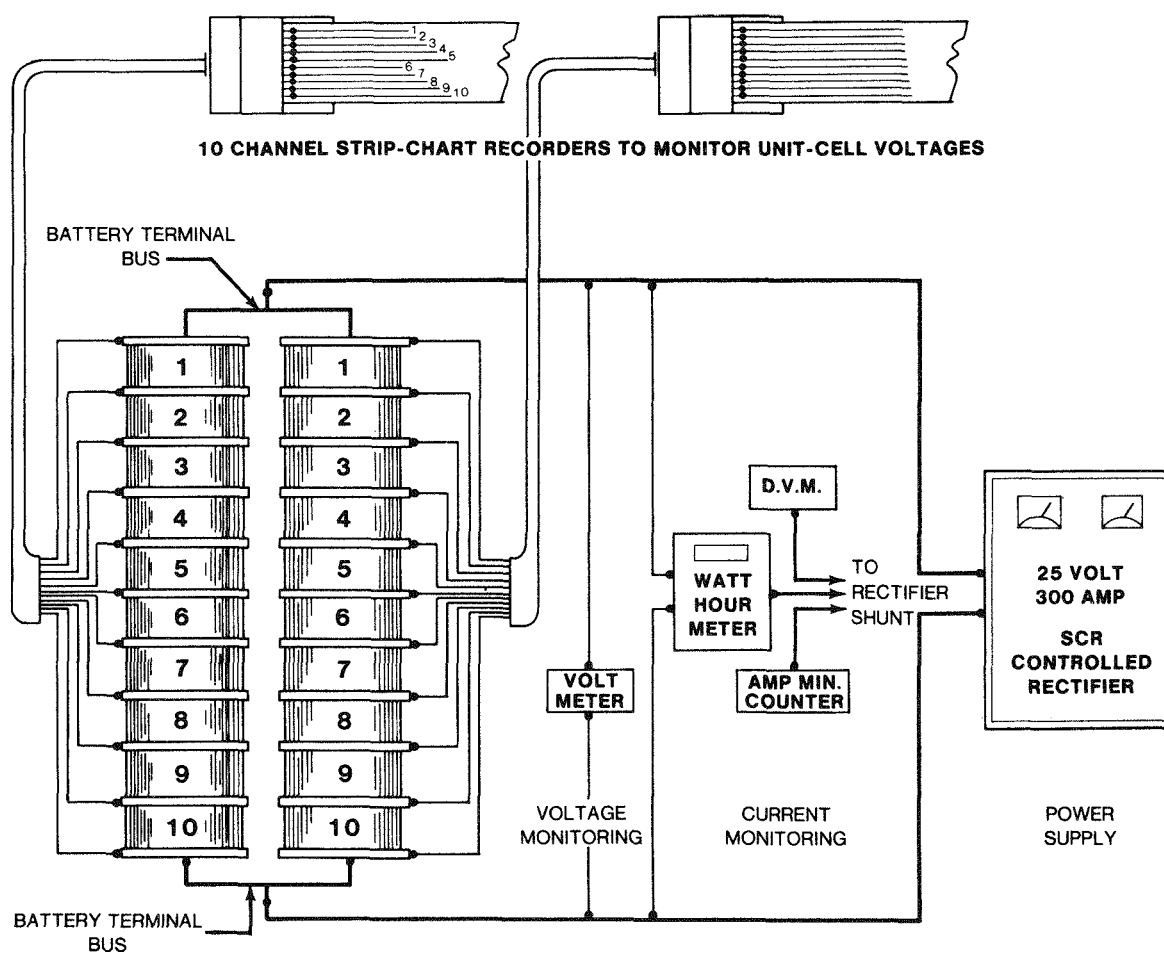 1
2
3
4
5
6
7
8
9
10
10 CHANNEL STRIP-CHART RECORDERS TO MONITOR UNIT-CELL VOLTAGES
BATTERY TERMINAL
BUS
1
2
3
4
5
6
7
8
9
10
1
2
3
4
5
6
7
8
9
10
BATTERY TERMINAL
BUS
VOLT
METER
VOLTAGE
MONITORING
WATT
HOUR
METER
D.V.M.
TO
RECTIFIER
SHUNT
AMP MIN.
COUNTER
CURRENT
MONITORING
25 VOLT
300 AMP
SCR
CONTROLLED
RECTIFIER
POWER
SUPPLY